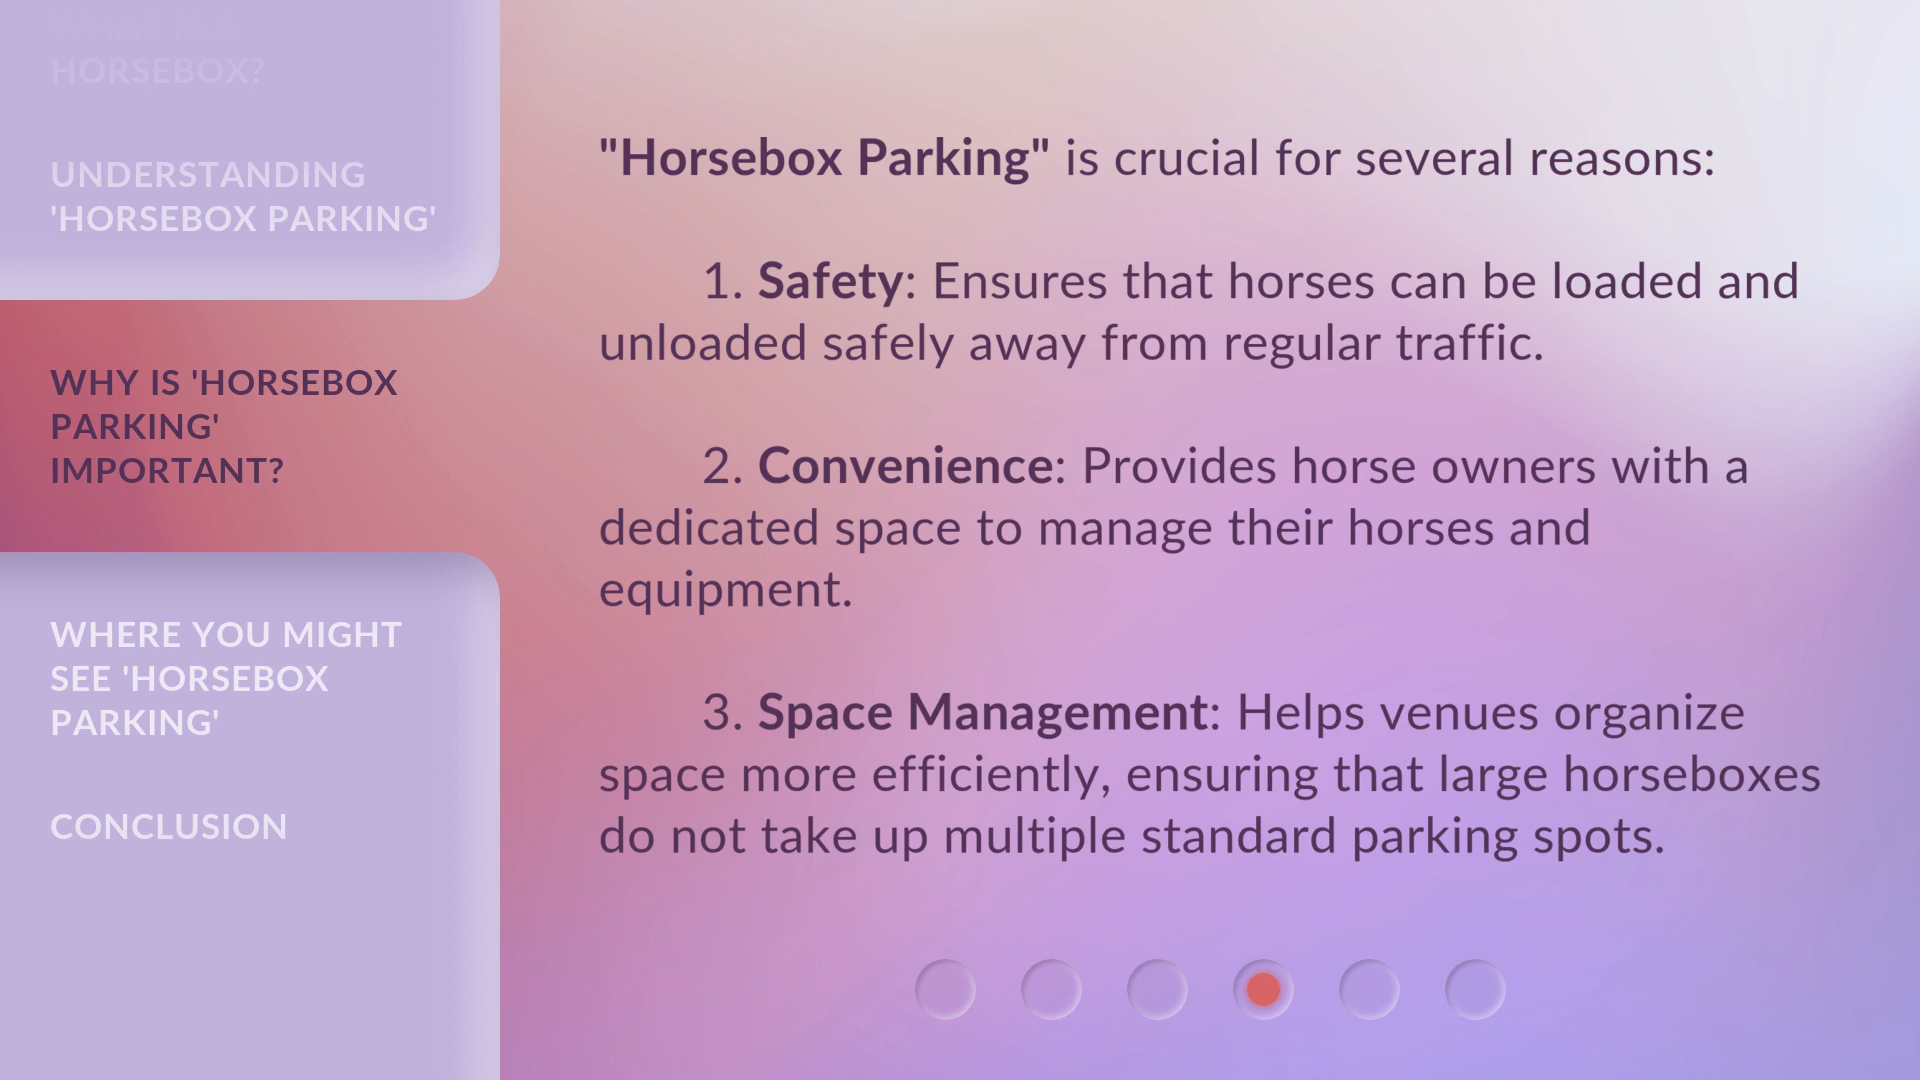 WHAT IS A
HORSEBOX?
UNDERSTANDING
'HORSEBOX PARKING'
WHY IS 'HORSEBOX
PARKING'
IMPORTANT?
WHERE YOU MIGHT
SEE 'HORSEBOX
PARKING'
CONCLUSION
"Horsebox Parking" is crucial for several reasons:
1. Safety: Ensures that horses can be loaded and
unloaded safely away from regular traffic.
2. Convenience: Provides horse owners with a
dedicated space to manage their horses and
equipment.
3. Space Management: Helps venues organize
space more efficiently, ensuring that large horseboxes
do not take up multiple standard parking spots.